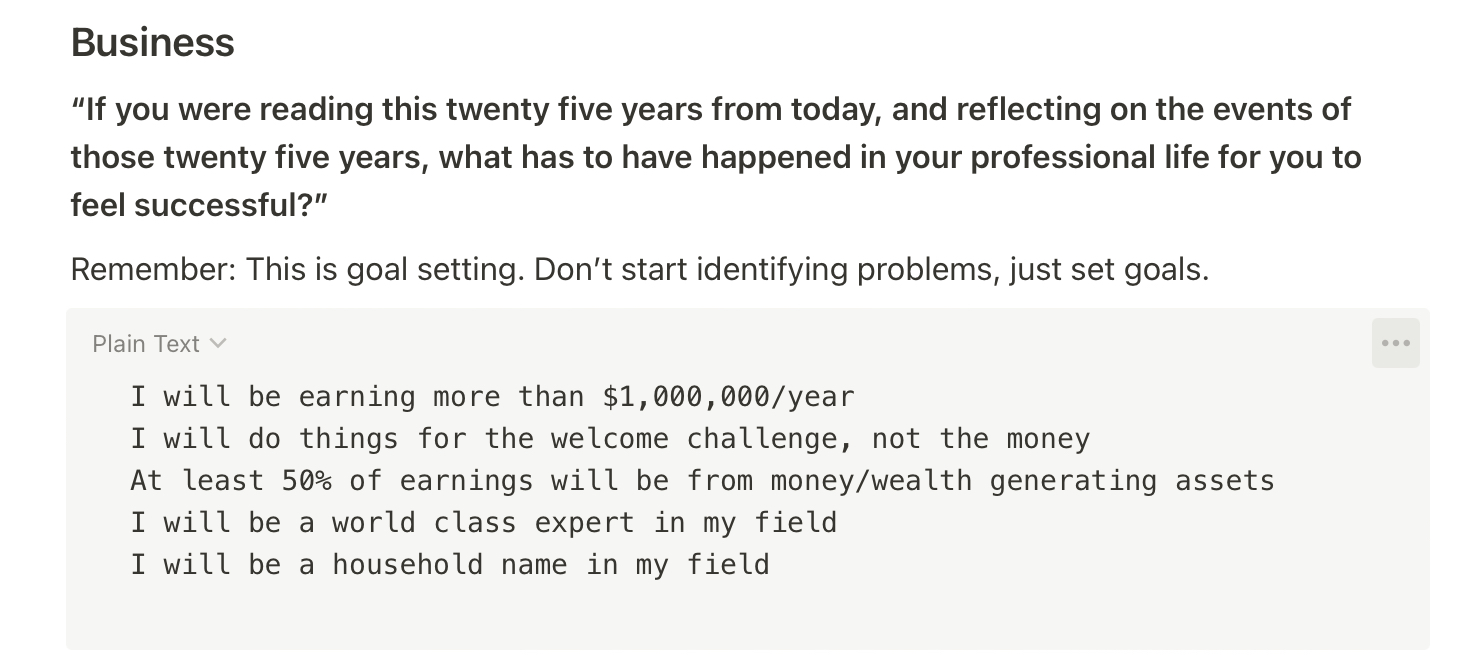 Business
“If you were reading this twenty five years from today, and reflecting on the events of
those twenty five years, what has to have happened in your professional life for you to
feel successful?”
Remember: This is goal setting. Don’t start identifying problems, just set goals.
Plain Text
I will be earning more than $1,000,000/year
I will do things for the welcome challenge, not the money
At least 50% of earnings will be from money/wealth generating assets
I will be a world class expert in my field
I will be a household name in my field